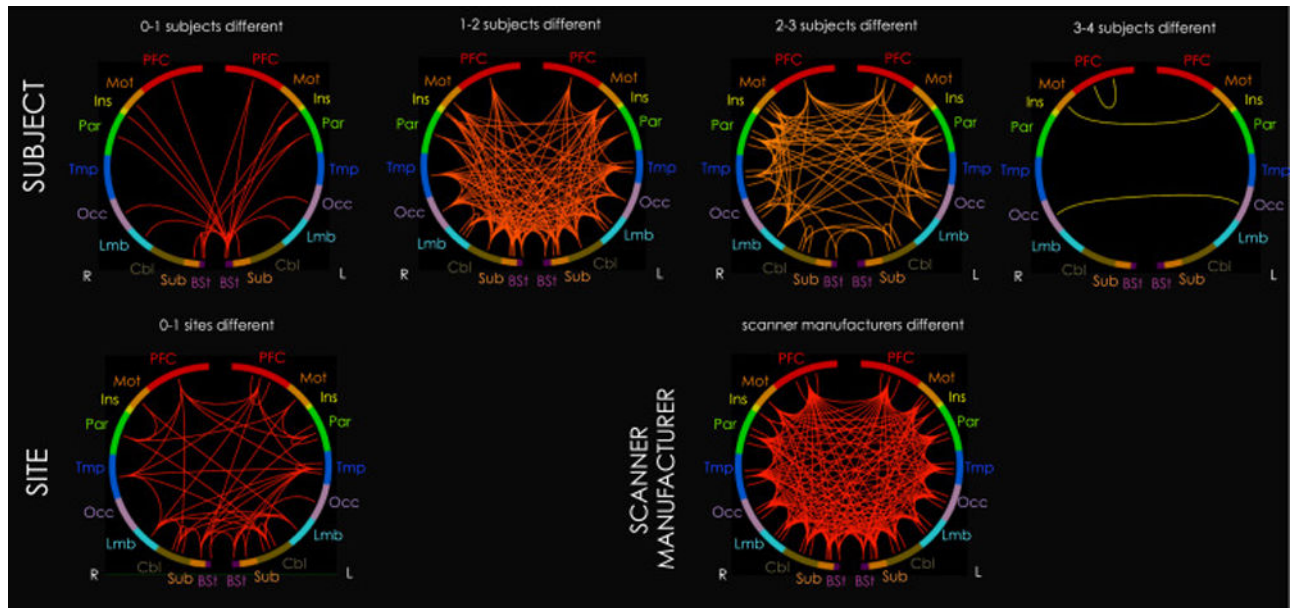 0-1 subjects different
1-2 subjects different
2-3 subjects different
3-4 subjects different
SUBJECT
PFC PFC
Mot Mot
Ins Ins
Par Par
Tmp Tmp
Occ Occ
Lmb Lmb
Cbl Cbl
Sub BSt BSt Sub
R L
PFC PFC
Mot Mot
Ins Ins
Par Par
Tmp Tmp
Occ Occ
Lmb Lmb
Cbl Cbl
Sub BSt BSt Sub
R L
PFC PFC
Mot Mot
Ins Ins
Par Par
Tmp Tmp
Occ Occ
Lmb Lmb
Cbl Cbl
Sub BSt BSt Sub
R L
PFC PFC
Mot Mot
Ins Ins
Par Par
Tmp Tmp
Occ Occ
Lmb Lmb
Cbl Cbl
Sub BSt BSt Sub
R L
0-1 sites different
SITE
PFC PFC
Mot Mot
Ins Ins
Par Par
Tmp Tmp
Occ Occ
Lmb Lmb
Cbl Cbl
Sub BSt BSt Sub
R L
scanner manufacturers different
SCANNER
MANUFACTURER
PFC PFC
Mot Mot
Ins Ins
Par Par
Tmp Tmp
Occ Occ
Lmb Lmb
Cbl Cbl
Sub BSt BSt Sub
R L